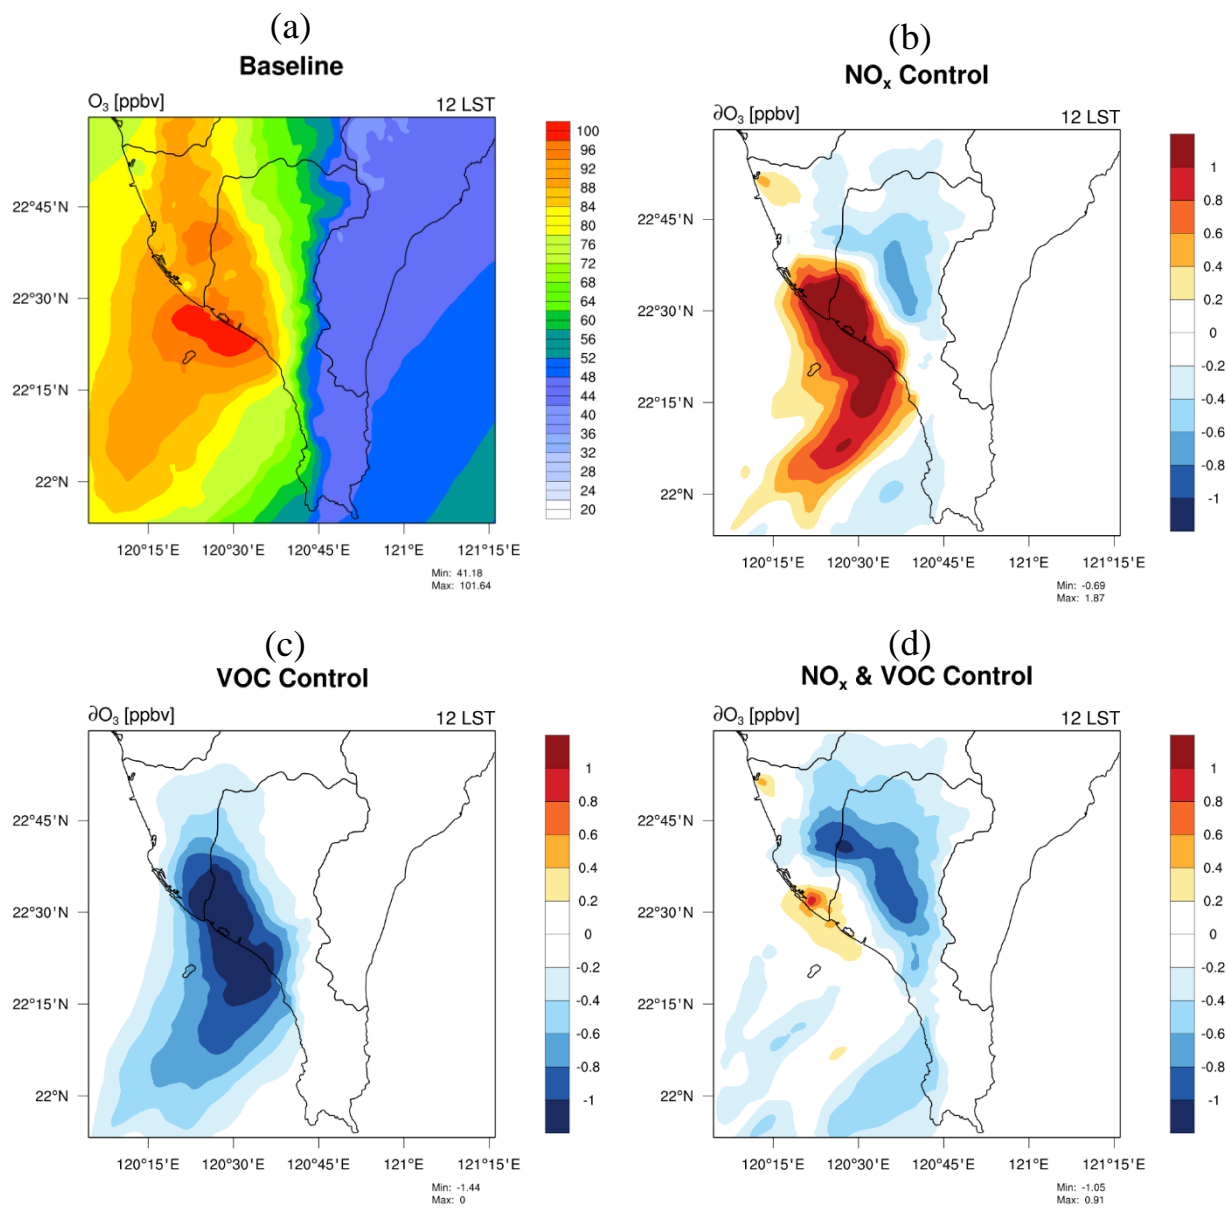 (a)
Baseline
O₃ [ppbv] 12 LST
22°45'N
22°30'N
22°15'N
22°N
120°15'E 120°30'E 120°45'E 121°E 121°15'E
Min: 41.18
Max: 101.64
100
96
92
88
84
80
76
72
68
64
60
56
52
48
44
40
36
32
28
24
20
(b)
NOₓ Control
∂O₃ [ppbv] 12 LST
22°45'N
22°30'N
22°15'N
22°N
120°15'E 120°30'E 120°45'E 121°E 121°15'E
Min: -0.69
Max: 1.87
1
0.8
0.6
0.4
0.2
0
-0.2
-0.4
-0.6
-0.8
-1
(c)
VOC Control
∂O₃ [ppbv] 12 LST
22°45'N
22°30'N
22°15'N
22°N
120°15'E 120°30'E 120°45'E 121°E 121°15'E
Min: -1.44
Max: 0
1
0.8
0.6
0.4
0.2
0
-0.2
-0.4
-0.6
-0.8
-1
(d)
NOₓ & VOC Control
∂O₃ [ppbv] 12 LST
22°45'N
22°30'N
22°15'N
22°N
120°15'E 120°30'E 120°45'E 121°E 121°15'E
Min: -1.05
Max: 0.91
1
0.8
0.6
0.4
0.2
0
-0.2
-0.4
-0.6
-0.8
-1